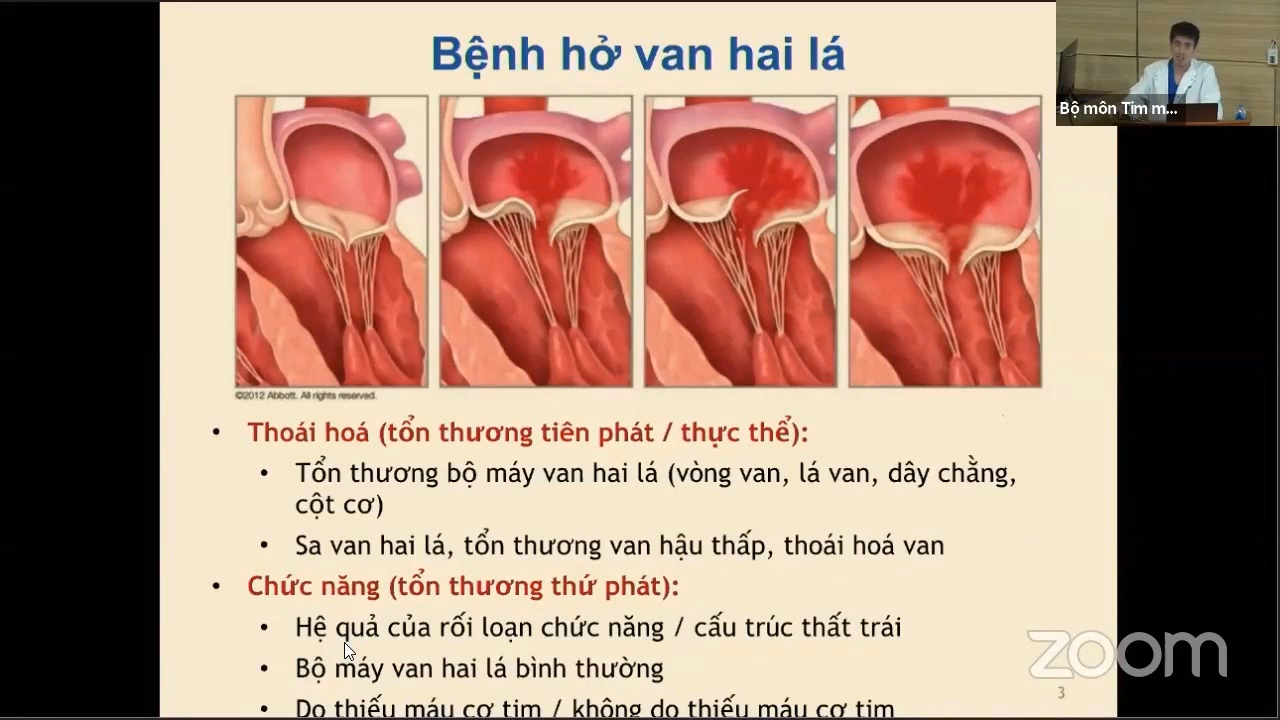 Bệnh hở van hai lá
Bộ môn Tim m...
©2012 Abbott. All rights reserved.
• Thoái hoá (tổn thương tiên phát / thực thể):
• Tổn thương bộ máy van hai lá (vòng van, lá van, dây chằng,
cột cơ)
• Sa van hai lá, tổn thương van hậu thấp, thoái hoá van
• Chức năng (tổn thương thứ phát):
• Hệ quả của rối loạn chức năng / cấu trúc thất trái
• Bộ máy van hai lá bình thường
• Do thiếu máu cơ tim / không do thiếu máu cơ tim
zoom
3